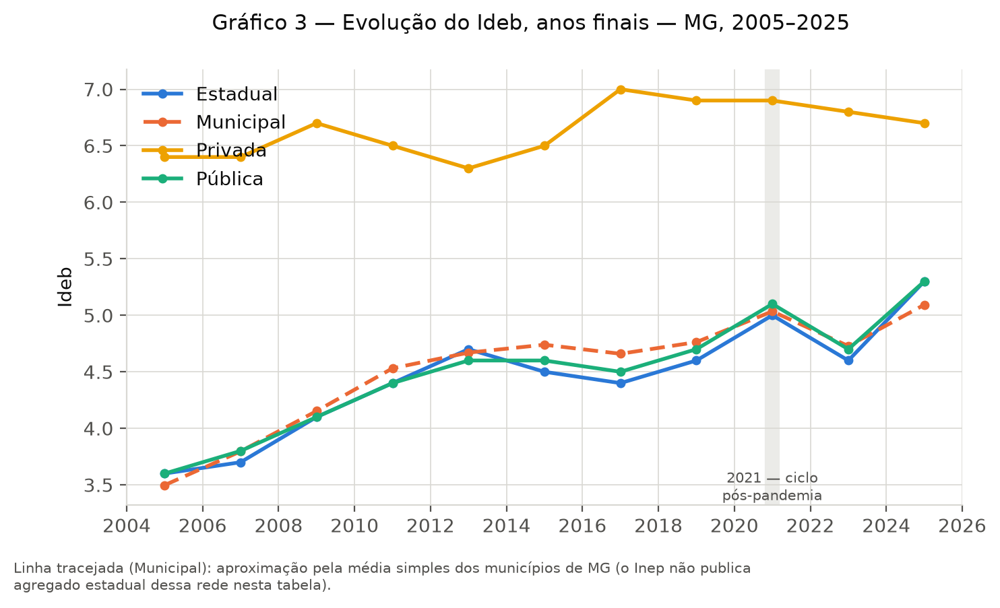 Gráfico 3 — Evolução do Ideb, anos finais — MG, 2005–2025
7.0
6.5
6.0
5.5
5.0
4.5
4.0
3.5
Ideb
Estadual
Municipal
Privada
Pública
2021 — ciclo
pós-pandemia
2004 2006 2008 2010 2012 2014 2016 2018 2020 2022 2024 2026
Linha tracejada (Municipal): aproximação pela média simples dos municípios de MG (o Inep não publica
agregado estadual dessa rede nesta tabela).